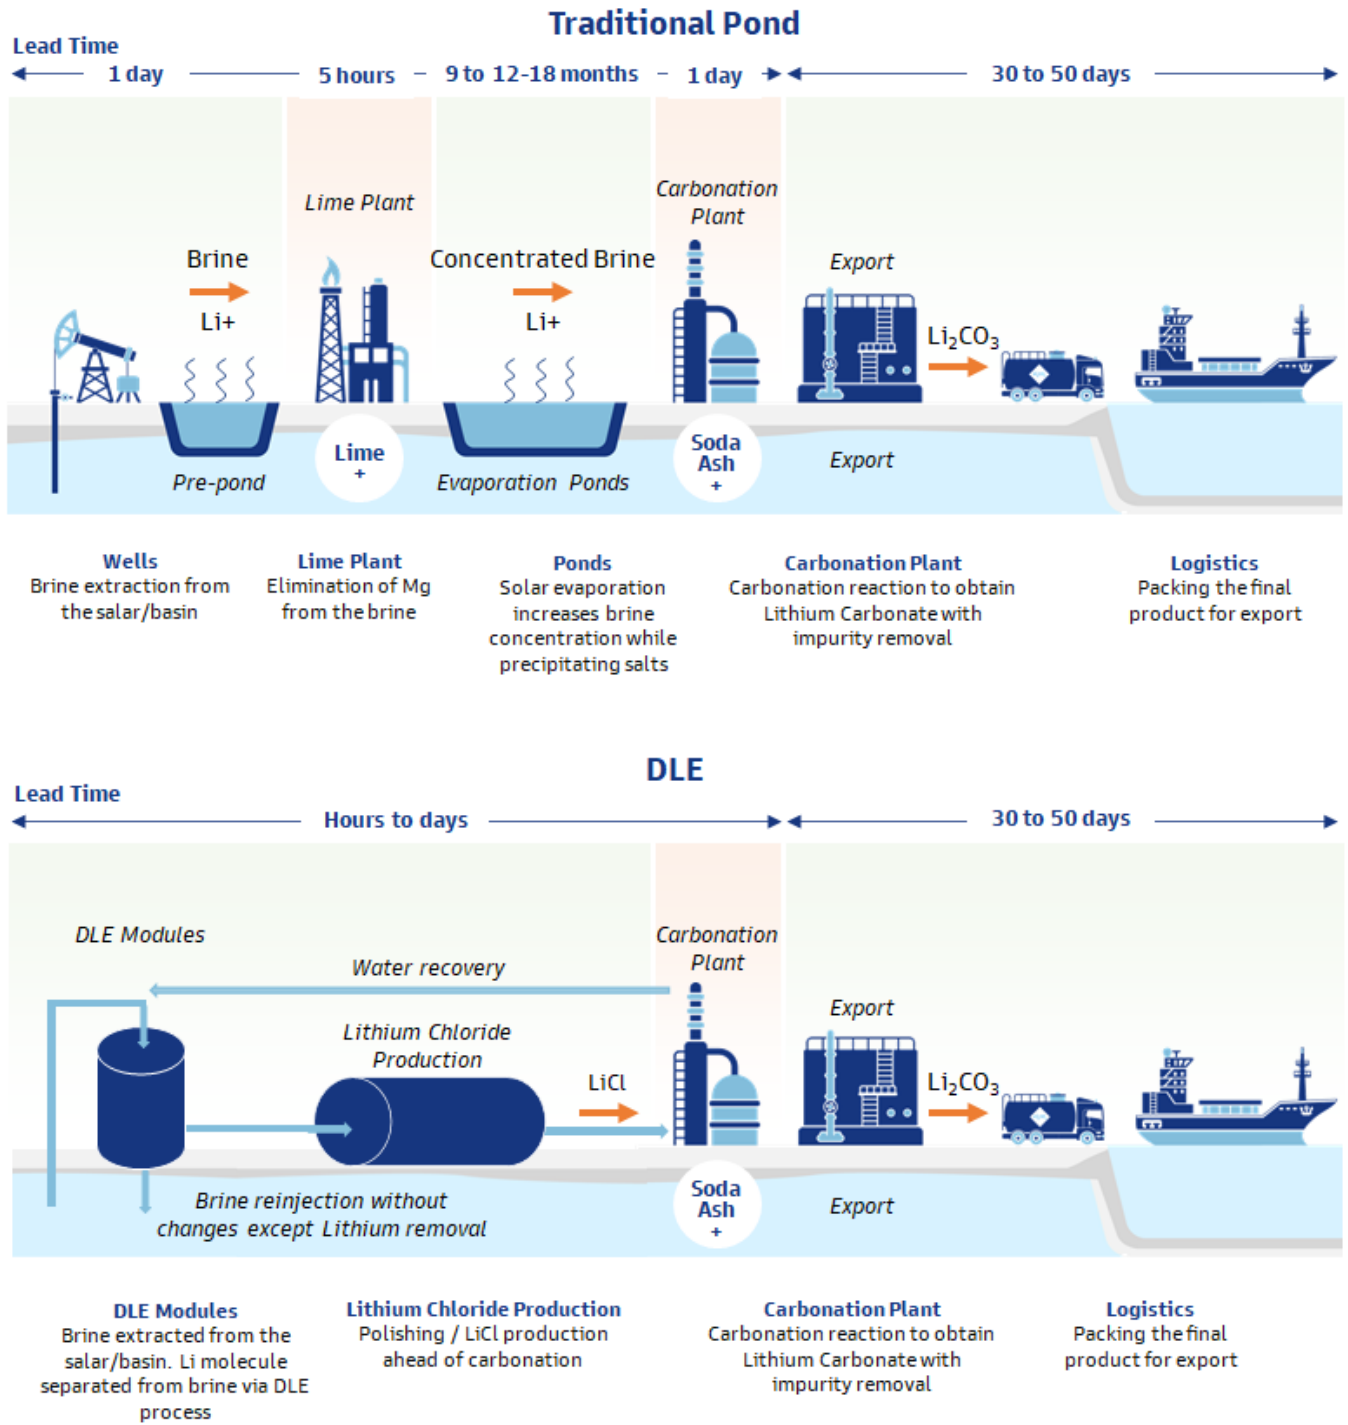 Traditional Pond
Lead Time
1 day
5 hours
9 to 12-18 months
1 day
30 to 50 days
Lime Plant
Carbonation
Plant
Brine
Li+
Concentrated Brine
Li+
Export
Li₂CO₃
Pre-pond
Lime
+
Evaporation Ponds
Soda
Ash
+
Export
Wells
Brine extraction from
the salar/basin
Lime Plant
Elimination of Mg
from the brine
Ponds
Solar evaporation
increases brine
concentration while
precipitating salts
Carbonation Plant
Carbonation reaction to obtain
Lithium Carbonate with
impurity removal
Logistics
Packing the final
product for export
DLE
Lead Time
Hours to days
30 to 50 days
DLE Modules
Carbonation
Plant
Water recovery
Export
Lithium Chloride
Production
LiCl
Li₂CO₃
Brine reinjection without
changes except Lithium removal
Soda
Ash
+
Export
DLE Modules
Brine extracted from the
salar/basin. Li molecule
separated from brine via DLE
process
Lithium Chloride Production
Polishing / LiCl production
ahead of carbonation
Carbonation Plant
Carbonation reaction to obtain
Lithium Carbonate with
impurity removal
Logistics
Packing the final
product for export